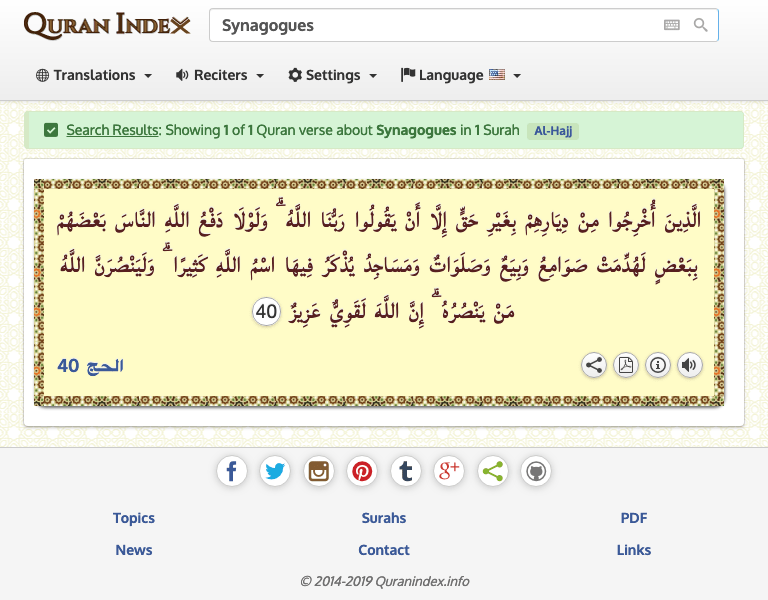 QURAN INDEX
Synagogues
Translations Reciters Settings Language
Search Results: Showing 1 of 1 Quran verse about Synagogues in 1 Surah Al-Hajj
الَّذِينَ أُخْرِجُوا مِنْ دِيَارِهِمْ بِغَيْرِ حَقٍّ إِلَّا أَنْ يَقُولُوا رَبُّنَا اللَّهُ ۗ وَلَوْلَا دَفْعُ اللَّهِ النَّاسَ بَعْضَهُمْ
بِبَعْضٍ لَهُدِّمَتْ صَوَامِعُ وَبِيَعٌ وَصَلَوَاتٌ وَمَسَاجِدُ يُذْكَرُ فِيهَا اسْمُ اللَّهِ كَثِيرًا ۗ وَلَيَنْصُرَنَّ اللَّهُ
مَنْ يَنْصُرُهُ ۗ إِنَّ اللَّهَ لَقَوِيٌّ عَزِيزٌ 40
الحج 40
Topics Surahs PDF
News Contact Links
© 2014-2019 Quranindex.info